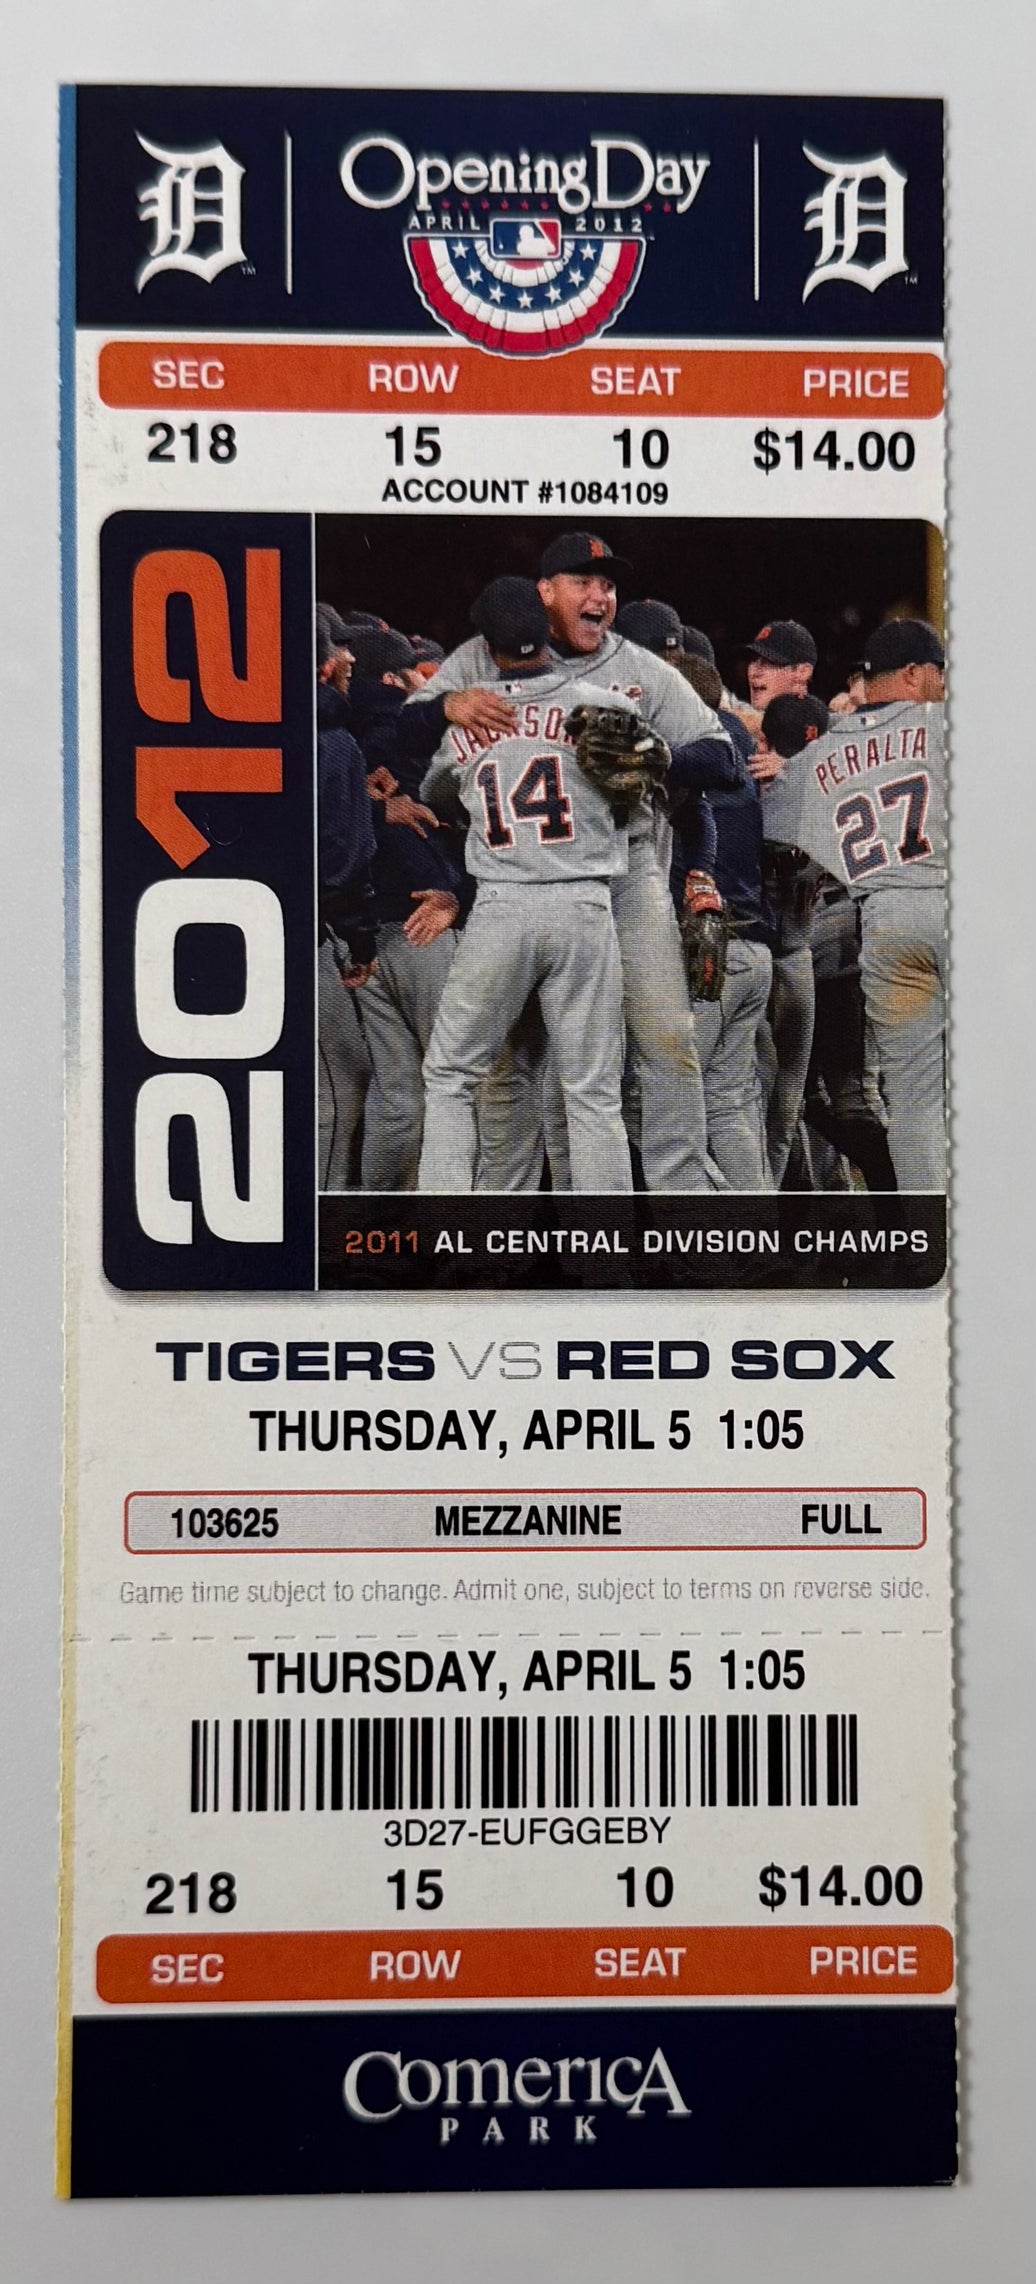 D | Opening Day | D
APRIL 2012
SEC ROW SEAT PRICE
218 15 10 $14.00
ACCOUNT #1084109
2012
JACKSON
14
PERALTA
27
2011 AL CENTRAL DIVISION CHAMPS
TIGERS VS RED SOX
THURSDAY, APRIL 5 1:05
103625 MEZZANINE FULL
Game time subject to change. Admit one, subject to terms on reverse side.
THURSDAY, APRIL 5 1:05
3D27-EUFGGEBY
218 15 10 $14.00
SEC ROW SEAT PRICE
COMERICA
PARK